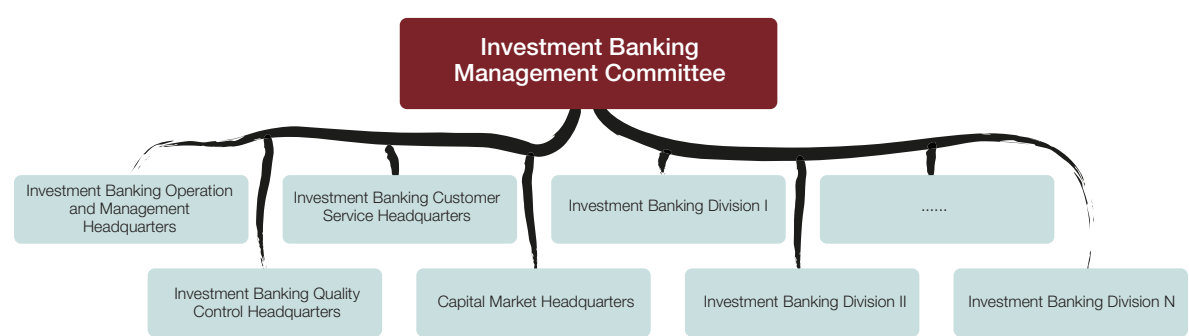 Investment Banking
Management Committee
Investment Banking Operation
and Management
Headquarters
Investment Banking Customer
Service Headquarters
Investment Banking Division I
......
Investment Banking Quality
Control Headquarters
Capital Market Headquarters
Investment Banking Division II
Investment Banking Division N